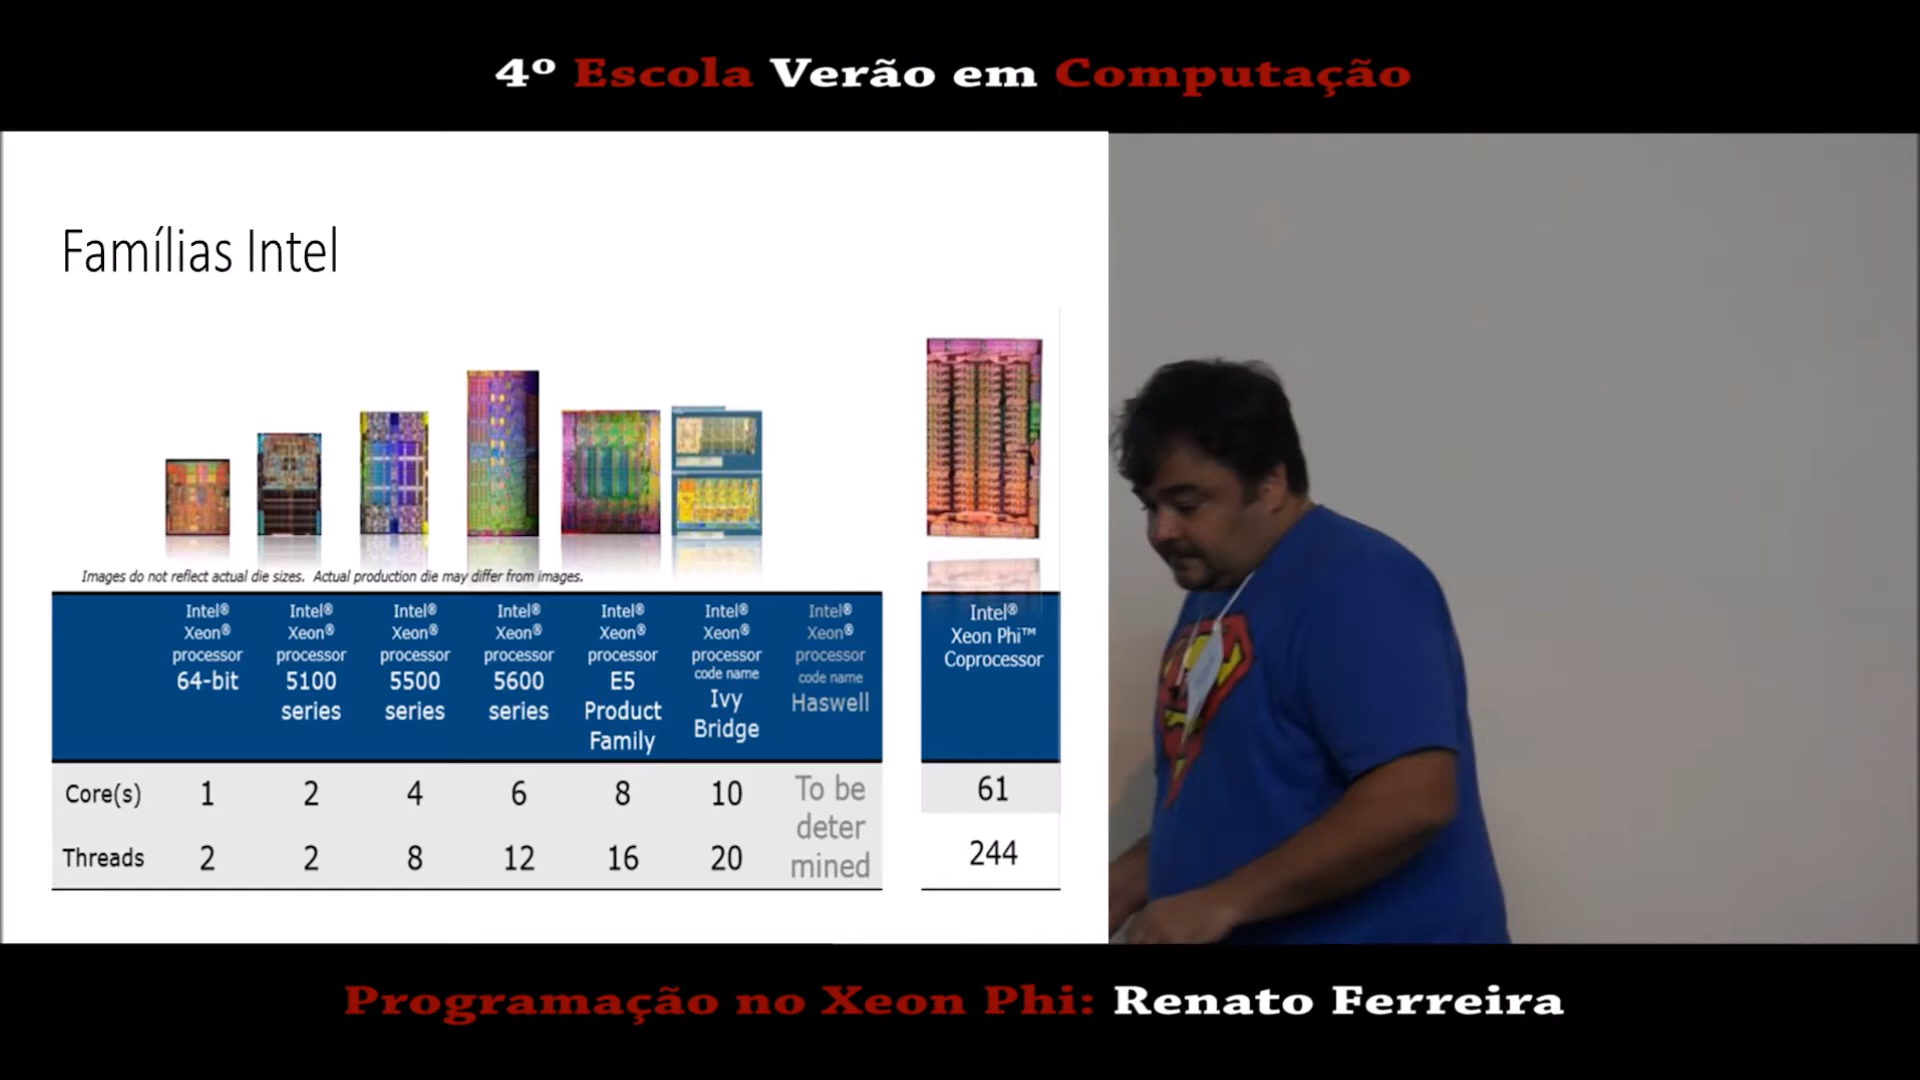 4º Escola Verão em Computação
Famílias Intel
Images do not reflect actual die sizes. Actual production die may differ from images.
Intel® Xeon® processor 64-bit
Intel® Xeon® processor 5100 series
Intel® Xeon® processor 5500 series
Intel® Xeon® processor 5600 series
Intel® Xeon® processor E5 Product Family
Intel® Xeon® processor code name Ivy Bridge
Intel® Xeon® processor code name Haswell
Intel® Xeon Phi™ Coprocessor
Core(s) 1 2 4 6 8 10 To be determined 61
Threads 2 2 8 12 16 20 244
Programação no Xeon Phi: Renato Ferreira